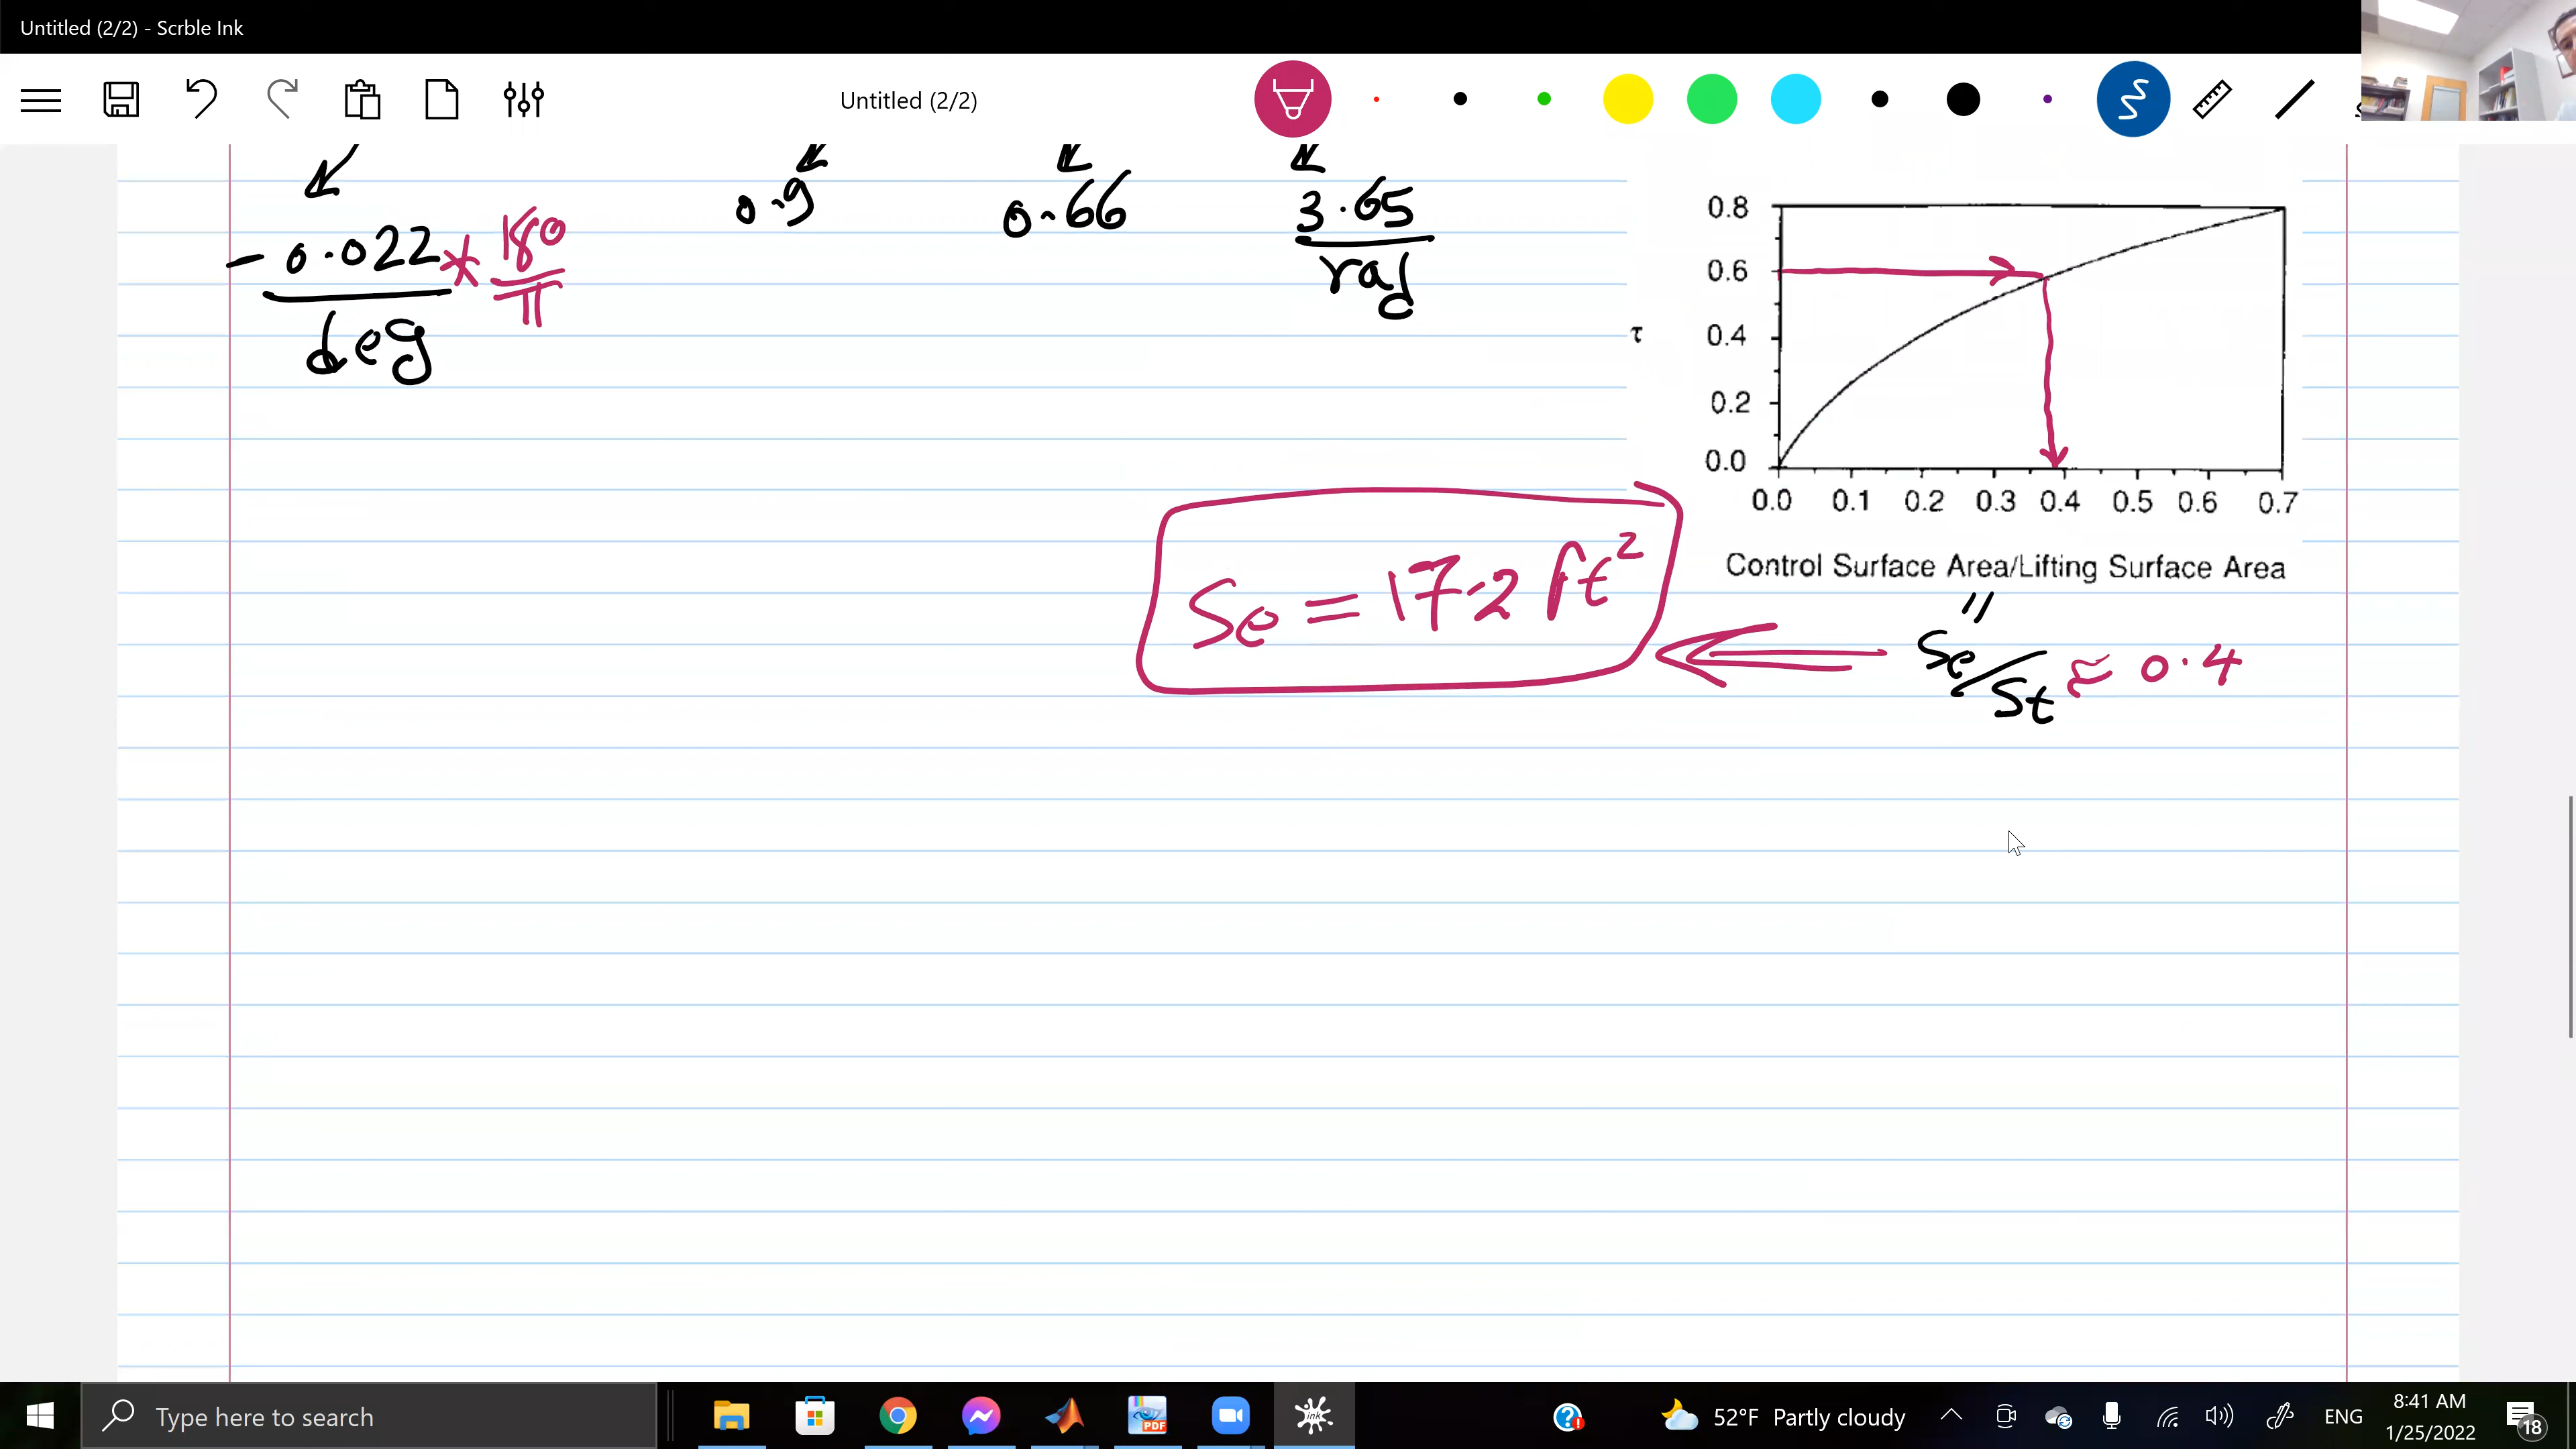 Untitled (2/2) - Scrble Ink
Untitled (2/2)
0.9
0.66
3.65
rad
-0.022 * 180
π
deg
0.8
0.6
τ
0.4
0.2
0.0
0.0 0.1 0.2 0.3 0.4 0.5 0.6 0.7
Control Surface Area/Lifting Surface Area
"
Se/St ≈ 0.4
Se = 17.2 ft²
Type here to search
PDF
ink
52°F Partly cloudy
ENG
8:41 AM
1/25/2022
18